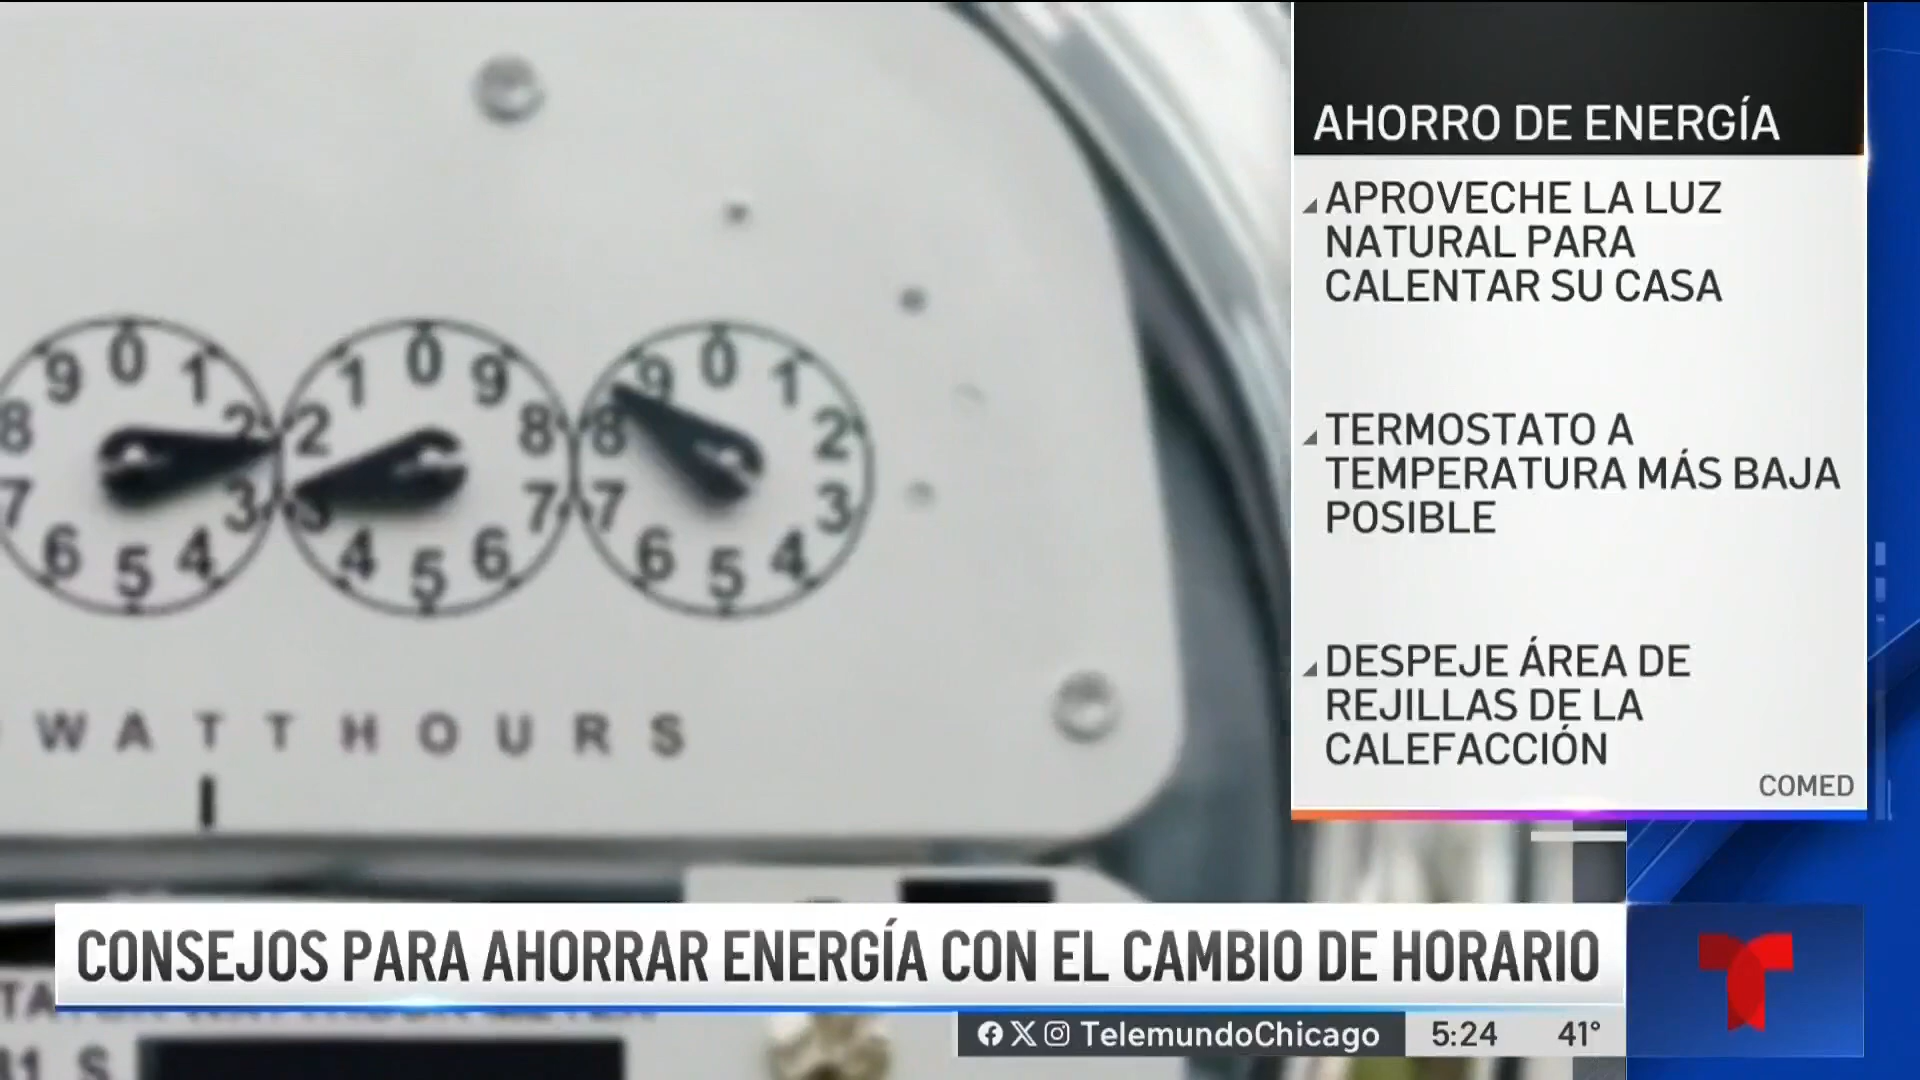 AHORRO DE ENERGÍA
APROVECHE LA LUZ
NATURAL PARA
CALENTAR SU CASA
TERMOSTATO A
TEMPERATURA MÁS BAJA
POSIBLE
DESPEJE ÁREA DE
REJILLAS DE LA
CALEFACCIÓN
COMED
9 0 1 1 0 9 9 0 1
8 2 2 8 8 2
7 3 3 7 7 3
6 5 4 4 5 6 6 5 4
WATTHOURS
CONSEJOS PARA AHORRAR ENERGÍA CON EL CAMBIO DE HORARIO
TelemundoChicago 5:24 41°